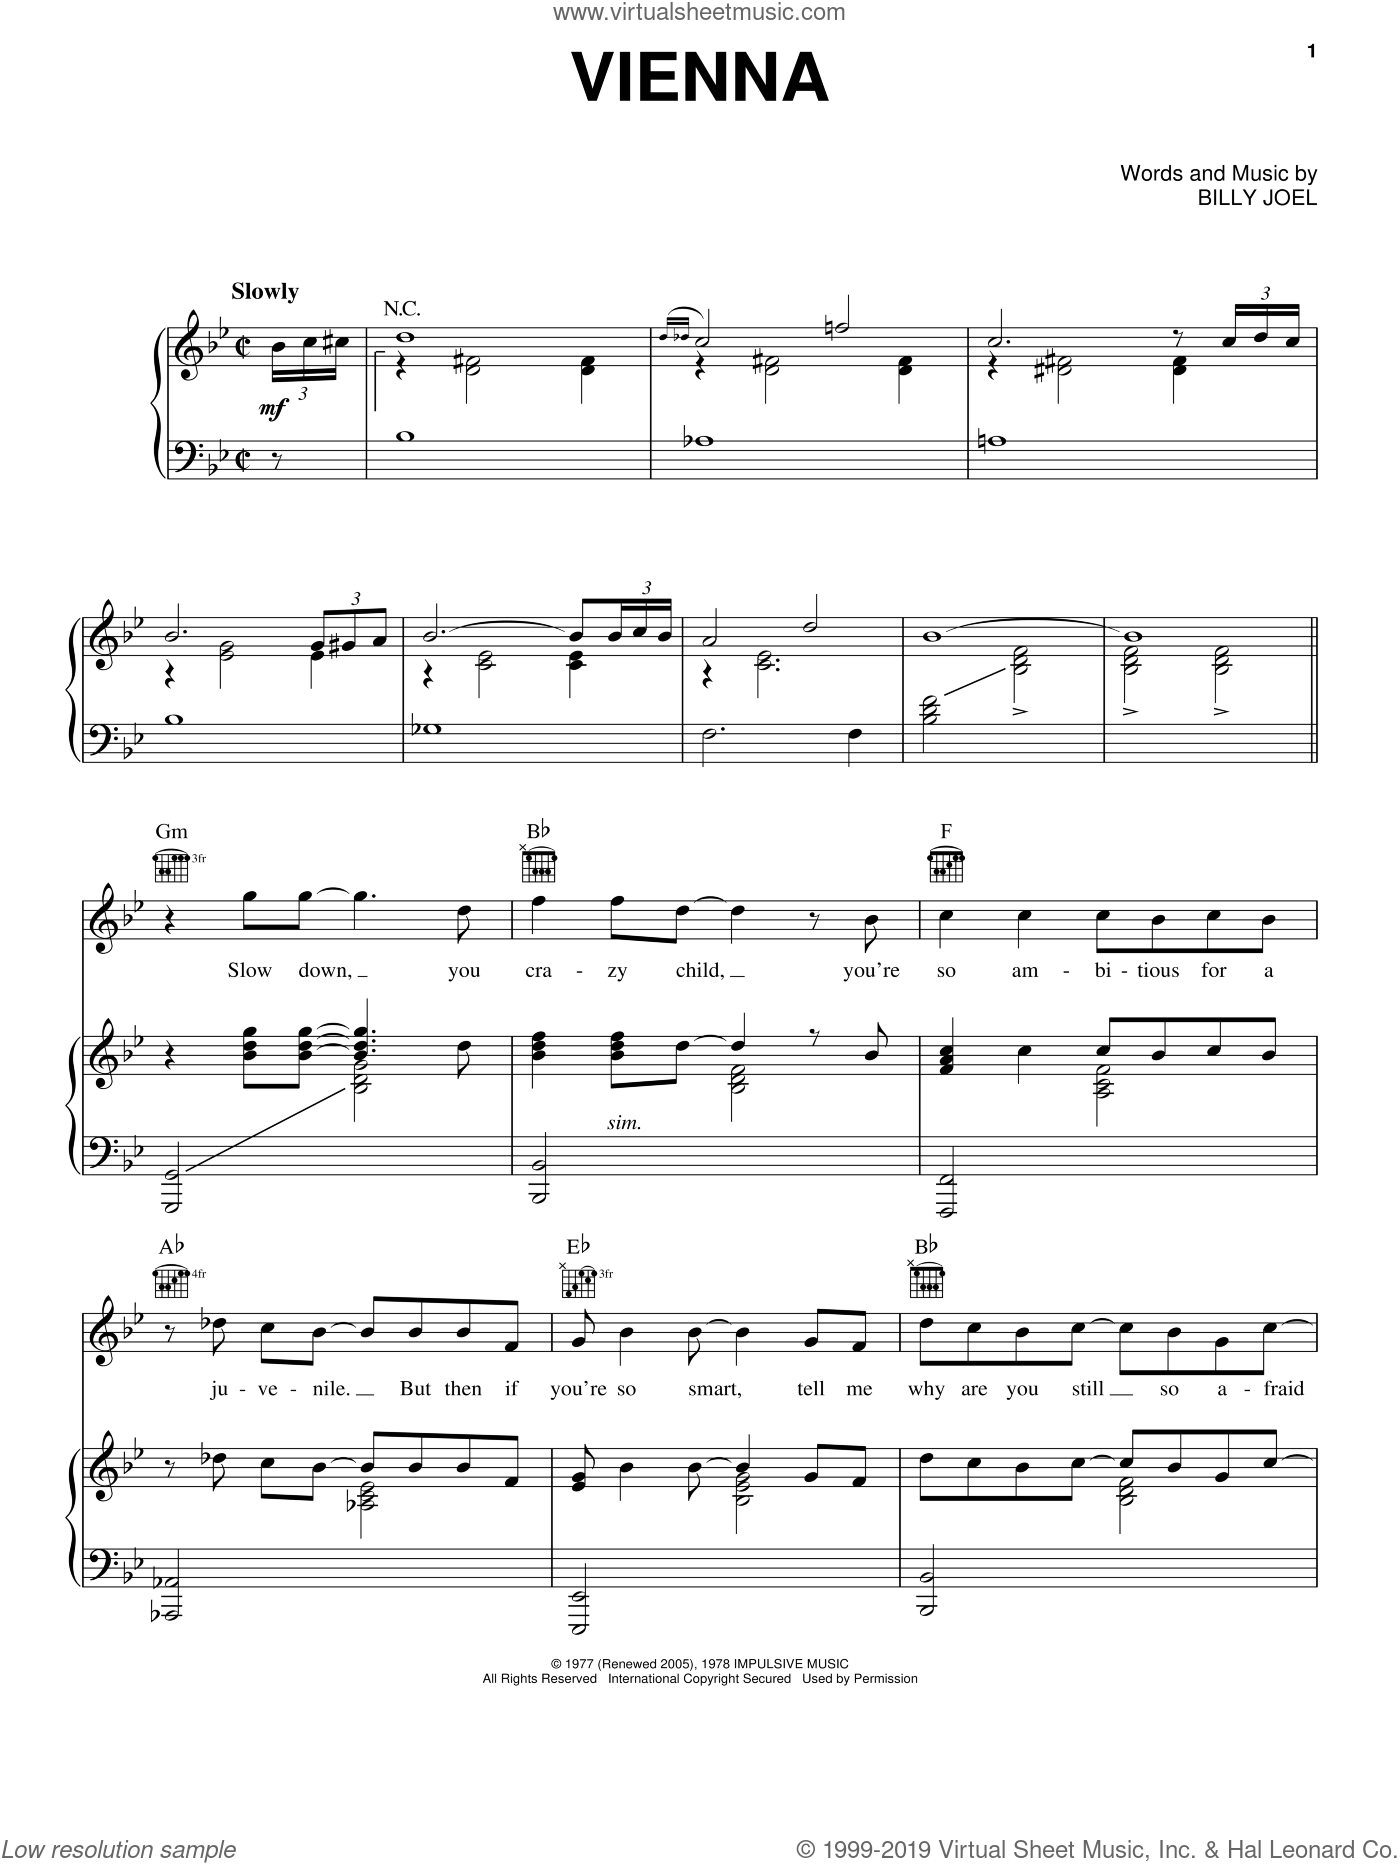 www.virtualsheetmusic.com
VIENNA
1
Words and Music by
BILLY JOEL
Slowly
N.C.
3
3
mf
3
3
Gm B♭ F
3fr
Slow down, you cra - zy child, you're so am - bi - tious for a
sim.
A♭ E♭ B♭
4fr 3fr
ju - ve - nile. But then if you're so smart, tell me why are you still so a - fraid
© 1977 (Renewed 2005), 1978 IMPULSIVE MUSIC
All Rights Reserved International Copyright Secured Used by Permission
Low resolution sample
© 1999-2019 Virtual Sheet Music, Inc. & Hal Leonard Co.